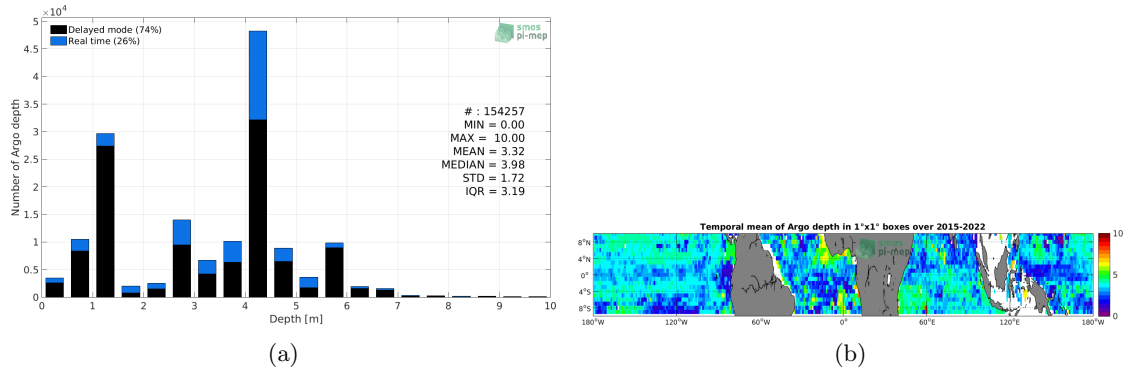 ×10⁴
Delayed mode (74%)
Real time (26%)
smos
pi-mep
5
4.5
4
3.5
3
2.5
2
1.5
1
0.5
0
Number of Argo depth
# : 154257
MIN = 0.00
MAX = 10.00
MEAN = 3.32
MEDIAN = 3.98
STD = 1.72
IQR = 3.19
0 1 2 3 4 5 6 7 8 9 10
Depth [m]
(a)
Temporal mean of Argo depth in 1°x1° boxes over 2015-2022
smos
pi-mep
8°N
4°N
0°
4°S
8°S
180°W 120°W 60°W 0° 60°E 120°E 180°W
10
5
0
(b)